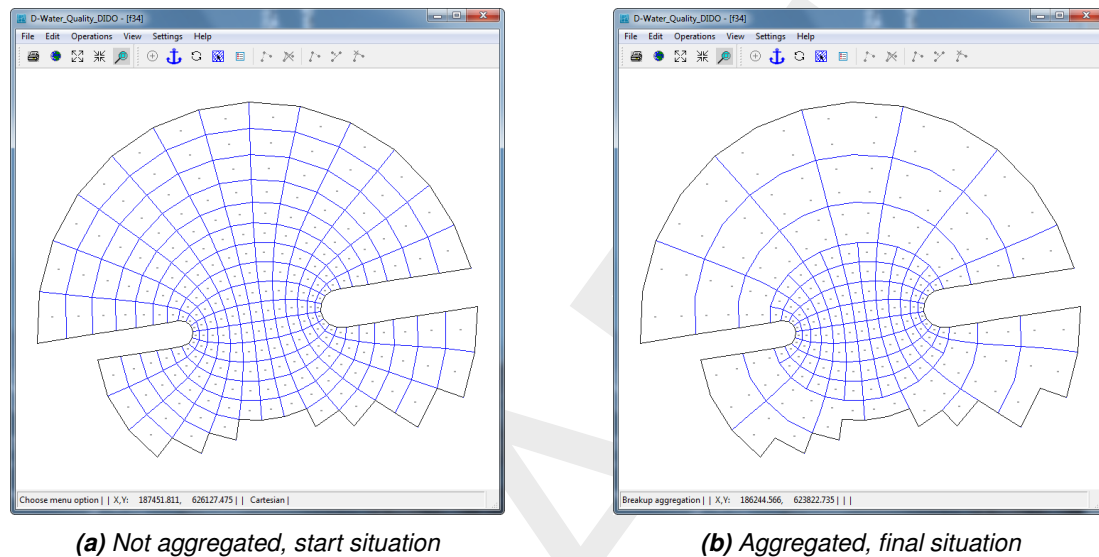 D-Water_Quality_DIDO - [f34]
File Edit Operations View Settings Help
Choose menu option | | X,Y: 187451.811, 626127.475 | | Cartesian |
(a) Not aggregated, start situation
D-Water_Quality_DIDO - [f34]
File Edit Operations View Settings Help
Breakup aggregation | | X,Y: 186244.566, 623822.735 | | |
(b) Aggregated, final situation